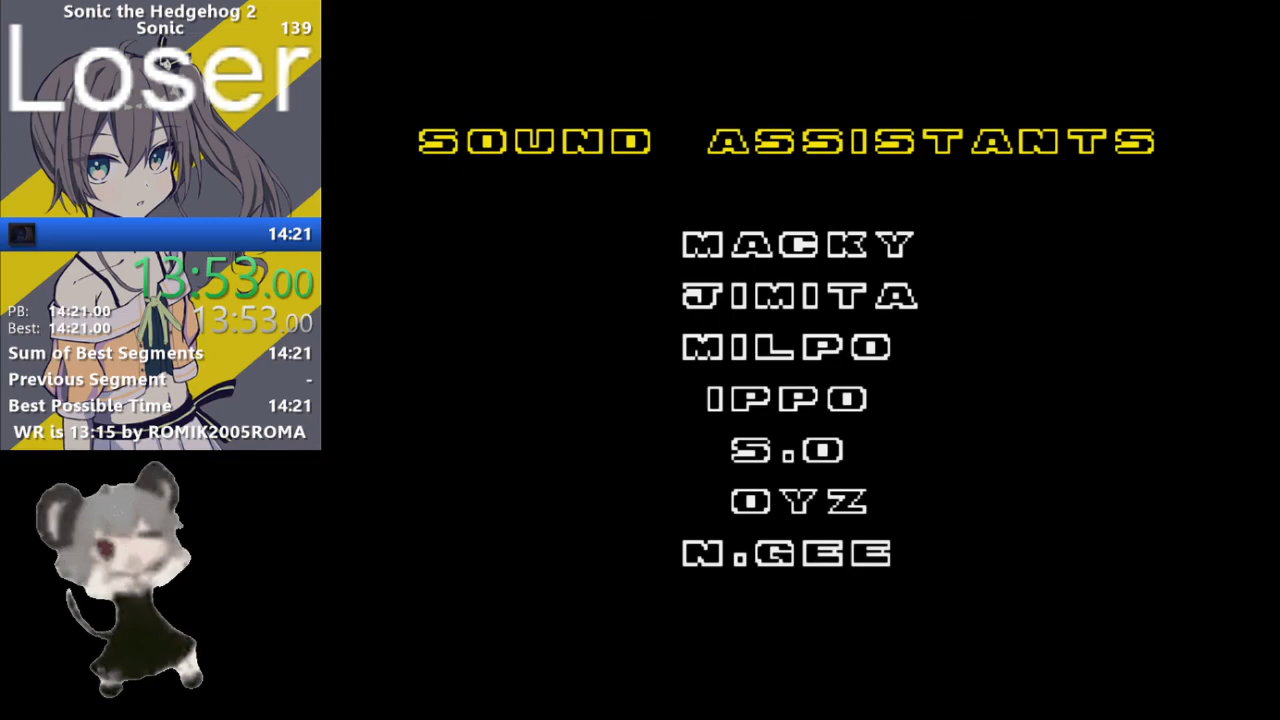 Sonic the Hedgehog 2
Sonic 139
Loser
14:21
13:53.00
PB: 14:21.00
Best: 14:21.00
13:53.00
Sum of Best Segments 14:21
Previous Segment -
Best Possible Time 14:21
WR is 13:15 by ROMIK2005ROMA
SOUND ASSISTANTS
MACKY
JIMITA
MILPO
IPPO
S.O
OYZ
N.GEE